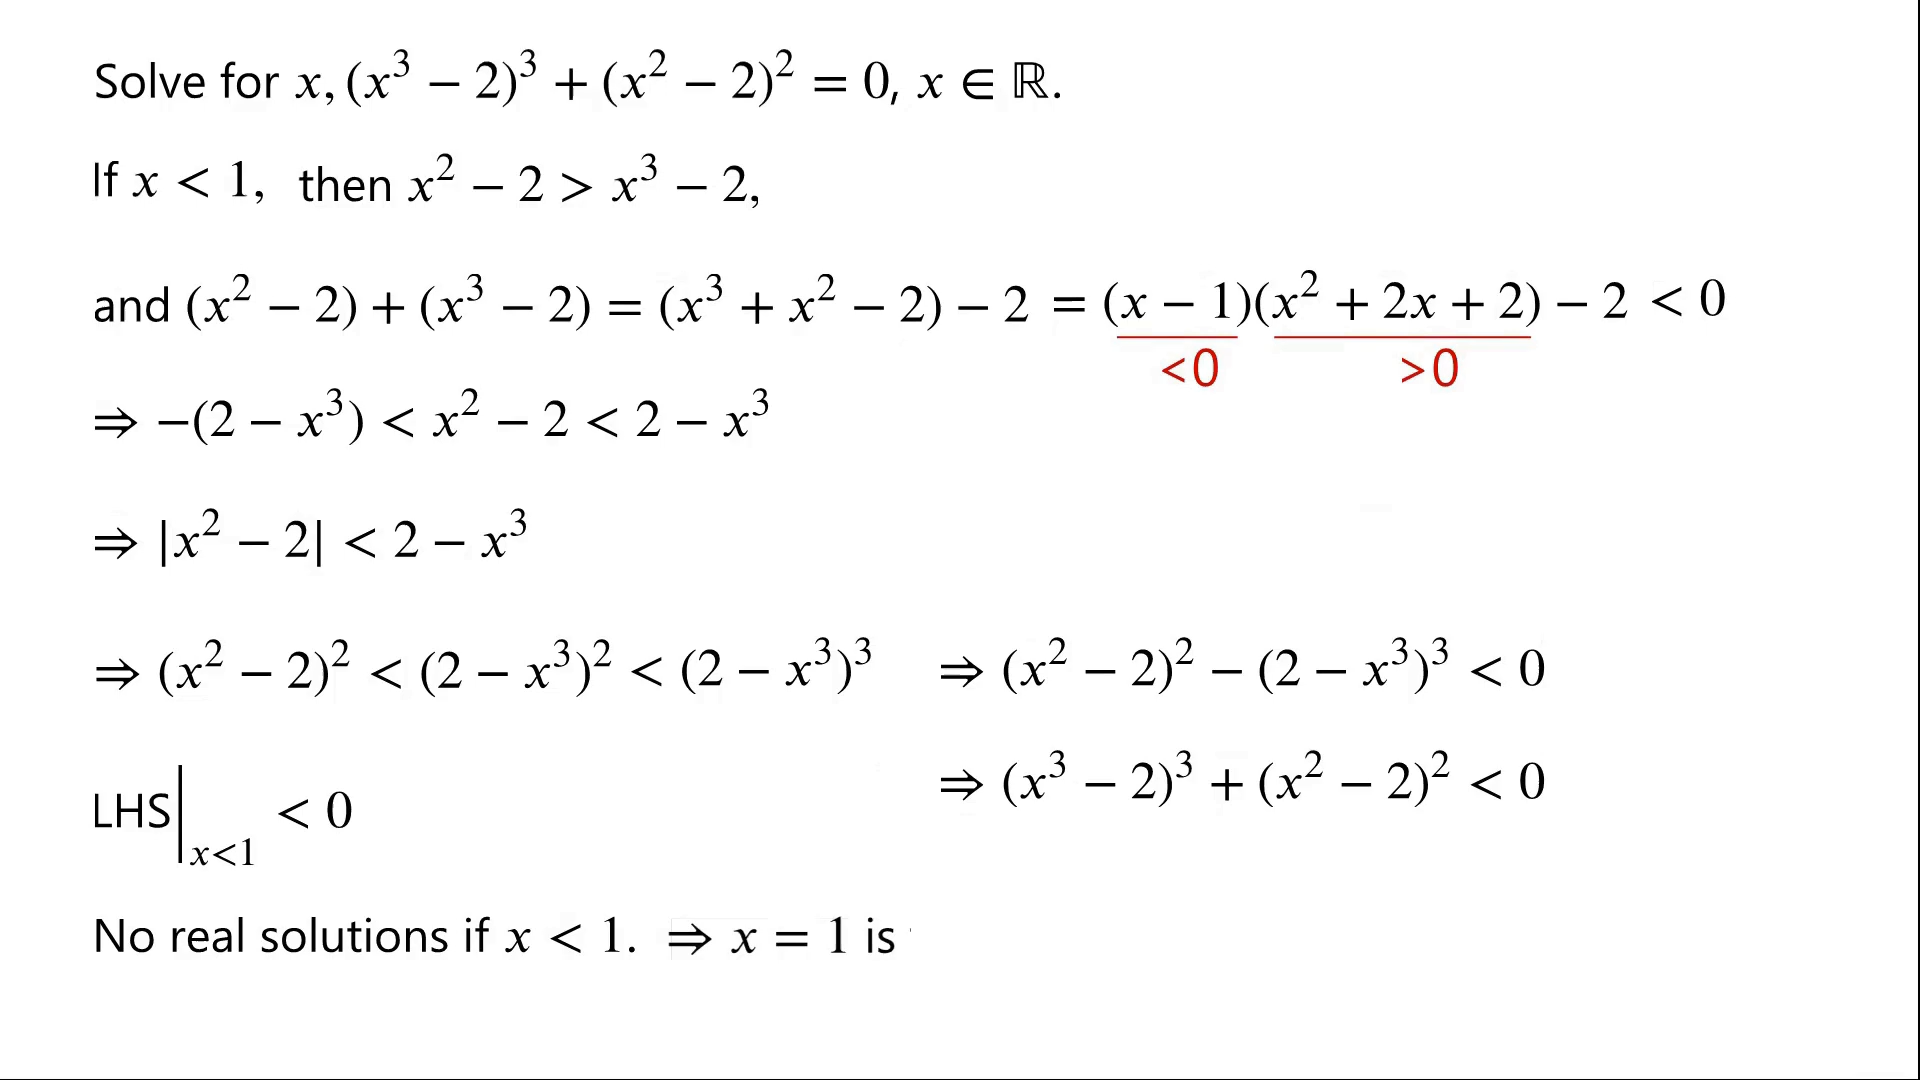 Solve for x, (x³ − 2)³ + (x² − 2)² = 0, x ∈ ℝ.
If x < 1, then x² − 2 > x³ − 2,
and (x² − 2) + (x³ − 2) = (x³ + x² − 2) − 2 = (x − 1)(x² + 2x + 2) − 2 < 0
<0 >0
⇒ −(2 − x³) < x² − 2 < 2 − x³
⇒ |x² − 2| < 2 − x³
⇒ (x² − 2)² < (2 − x³)² < (2 − x³)³ ⇒ (x² − 2)² − (2 − x³)³ < 0
⇒ (x³ − 2)³ + (x² − 2)² < 0
LHS|x<1 < 0
No real solutions if x < 1. ⇒ x = 1 is